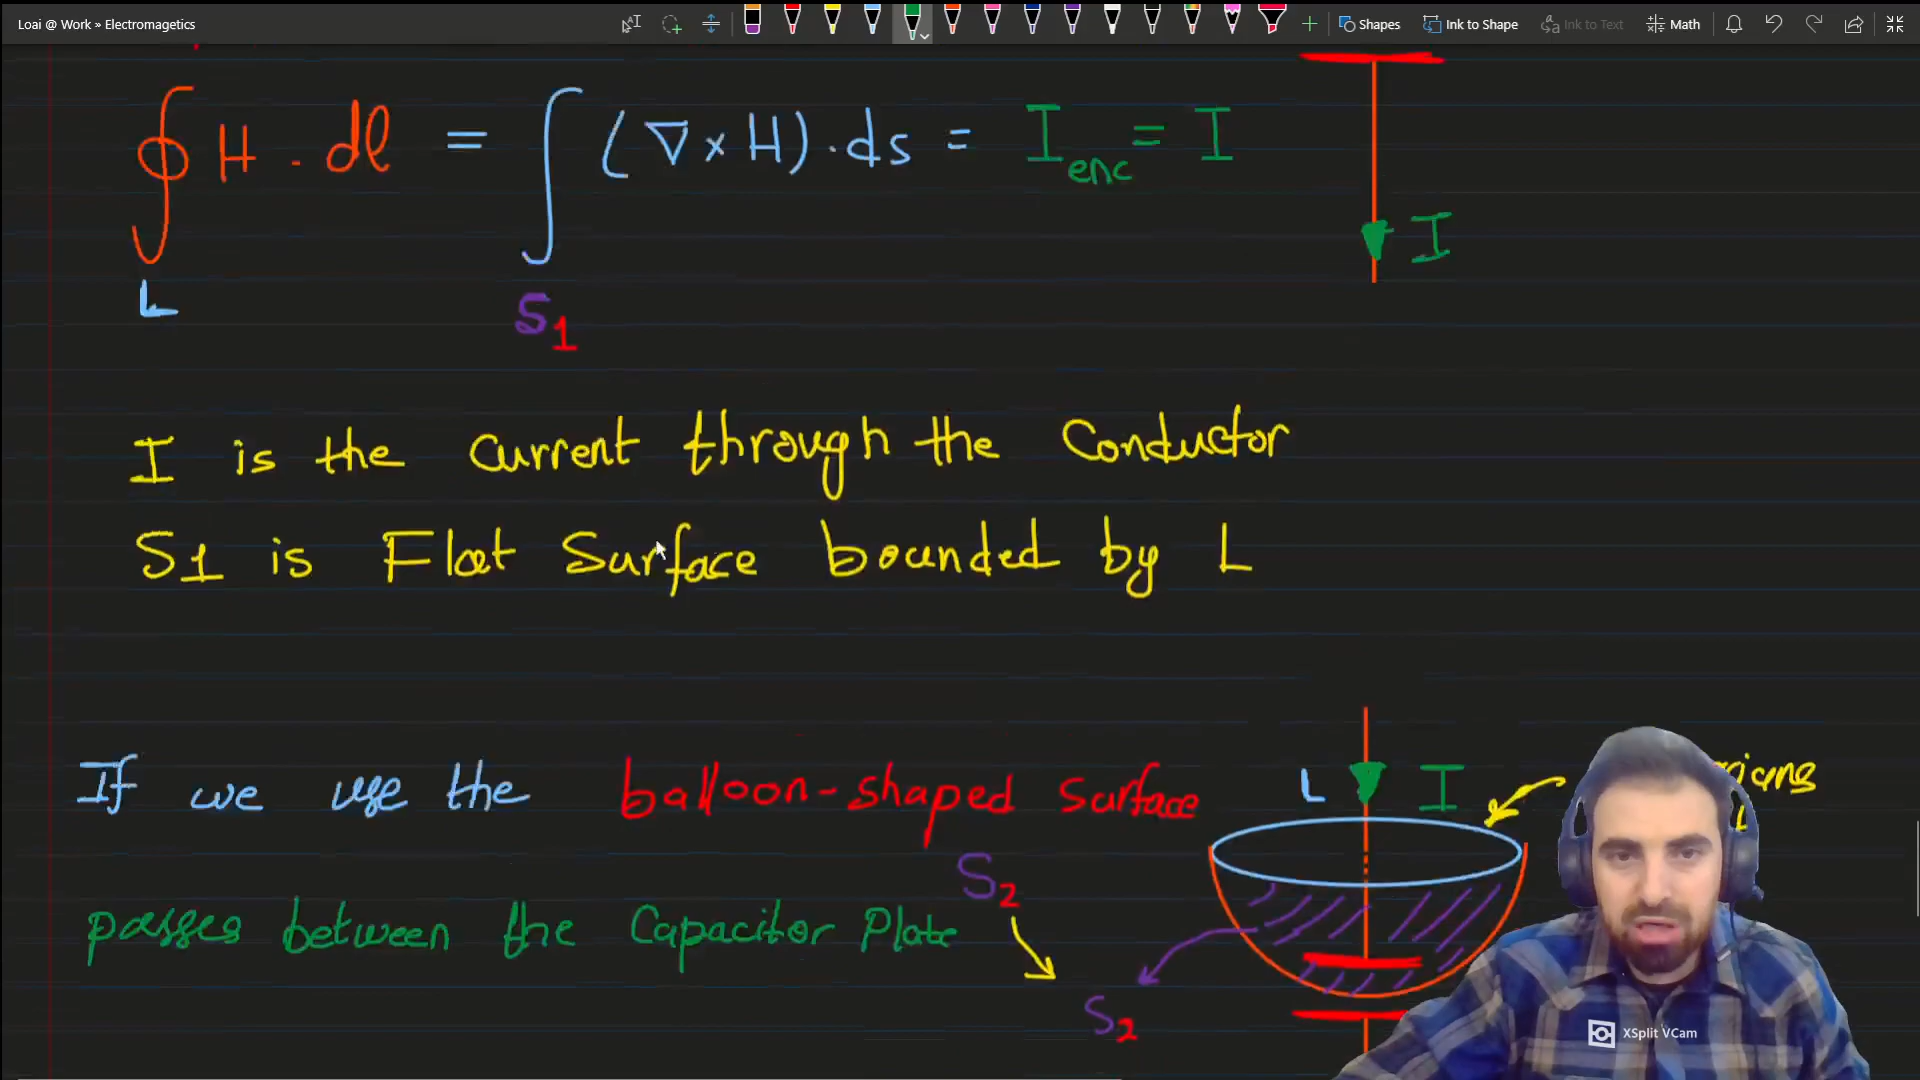 Loai @ Work » Electromagetics
Shapes
Ink to Shape
Ink to Text
Math
∮ H . dl = ∫ (∇ × H) . ds = I enc = I
L
S1
I
I is the current through the Conductor
S1 is Flat Surface bounded by L
If we use the balloon-shaped surface
S2
passes between the Capacitor Plate
L
I
S2
XSplit VCam